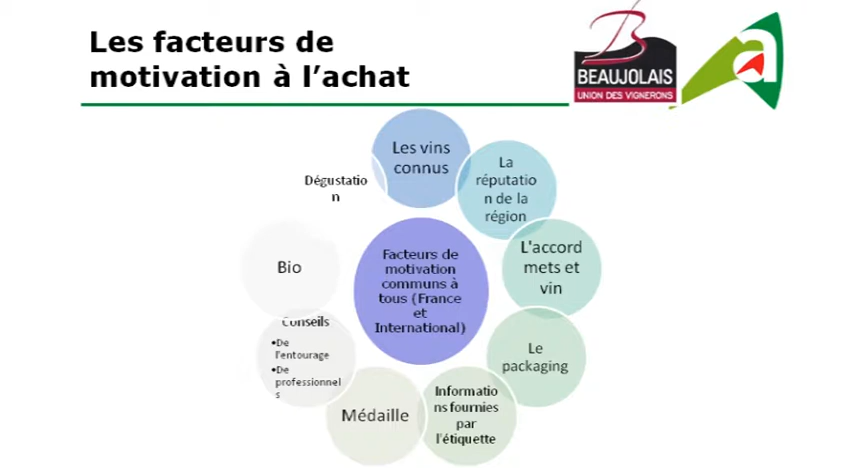 Les facteurs de
motivation à l’achat
BEAUJOLAIS
UNION DES VIGNERONS
a
Les vins
connus
La
réputatio
n de la
région
L'accord
mets et
vin
Le
packaging
Informatio
ns fournies
par
l'étiquette
Médaille
Conseils
•De
l'entourage
•De
professionnel
s
Bio
Dégustatio
n
Facteurs de
motivation
communs à
tous (France
et
International)